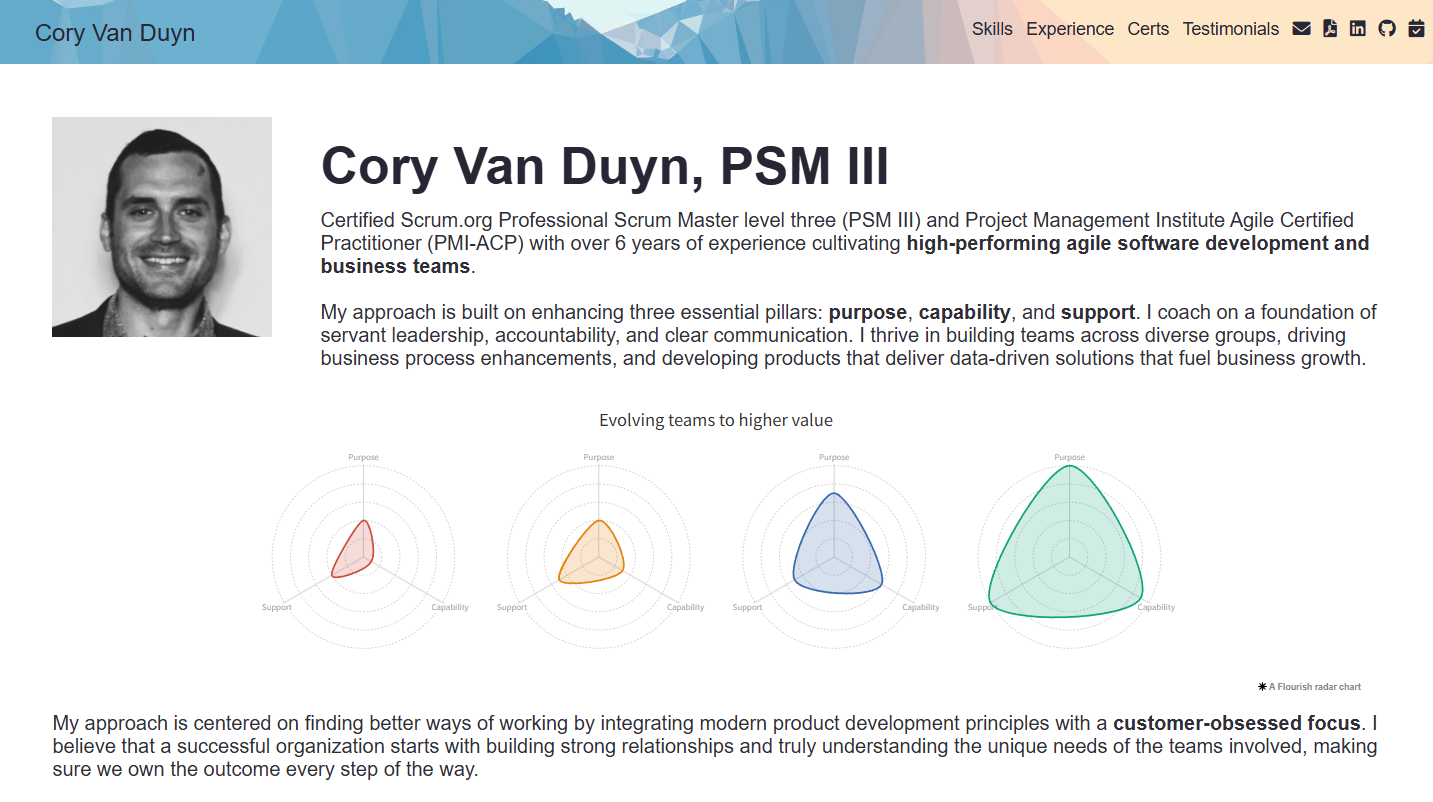 Cory Van Duyn
Skills Experience Certs Testimonials
Cory Van Duyn, PSM III
Certified Scrum.org Professional Scrum Master level three (PSM III) and Project Management Institute Agile Certified
Practitioner (PMI-ACP) with over 6 years of experience cultivating high-performing agile software development and
business teams.
My approach is built on enhancing three essential pillars: purpose, capability, and support. I coach on a foundation of
servant leadership, accountability, and clear communication. I thrive in building teams across diverse groups, driving
business process enhancements, and developing products that deliver data-driven solutions that fuel business growth.
Evolving teams to higher value
Purpose Purpose Purpose Purpose
Support Capability Support Capability Support Capability Support Capability
A Flourish radar chart
My approach is centered on finding better ways of working by integrating modern product development principles with a customer-obsessed focus. I
believe that a successful organization starts with building strong relationships and truly understanding the unique needs of the teams involved, making
sure we own the outcome every step of the way.